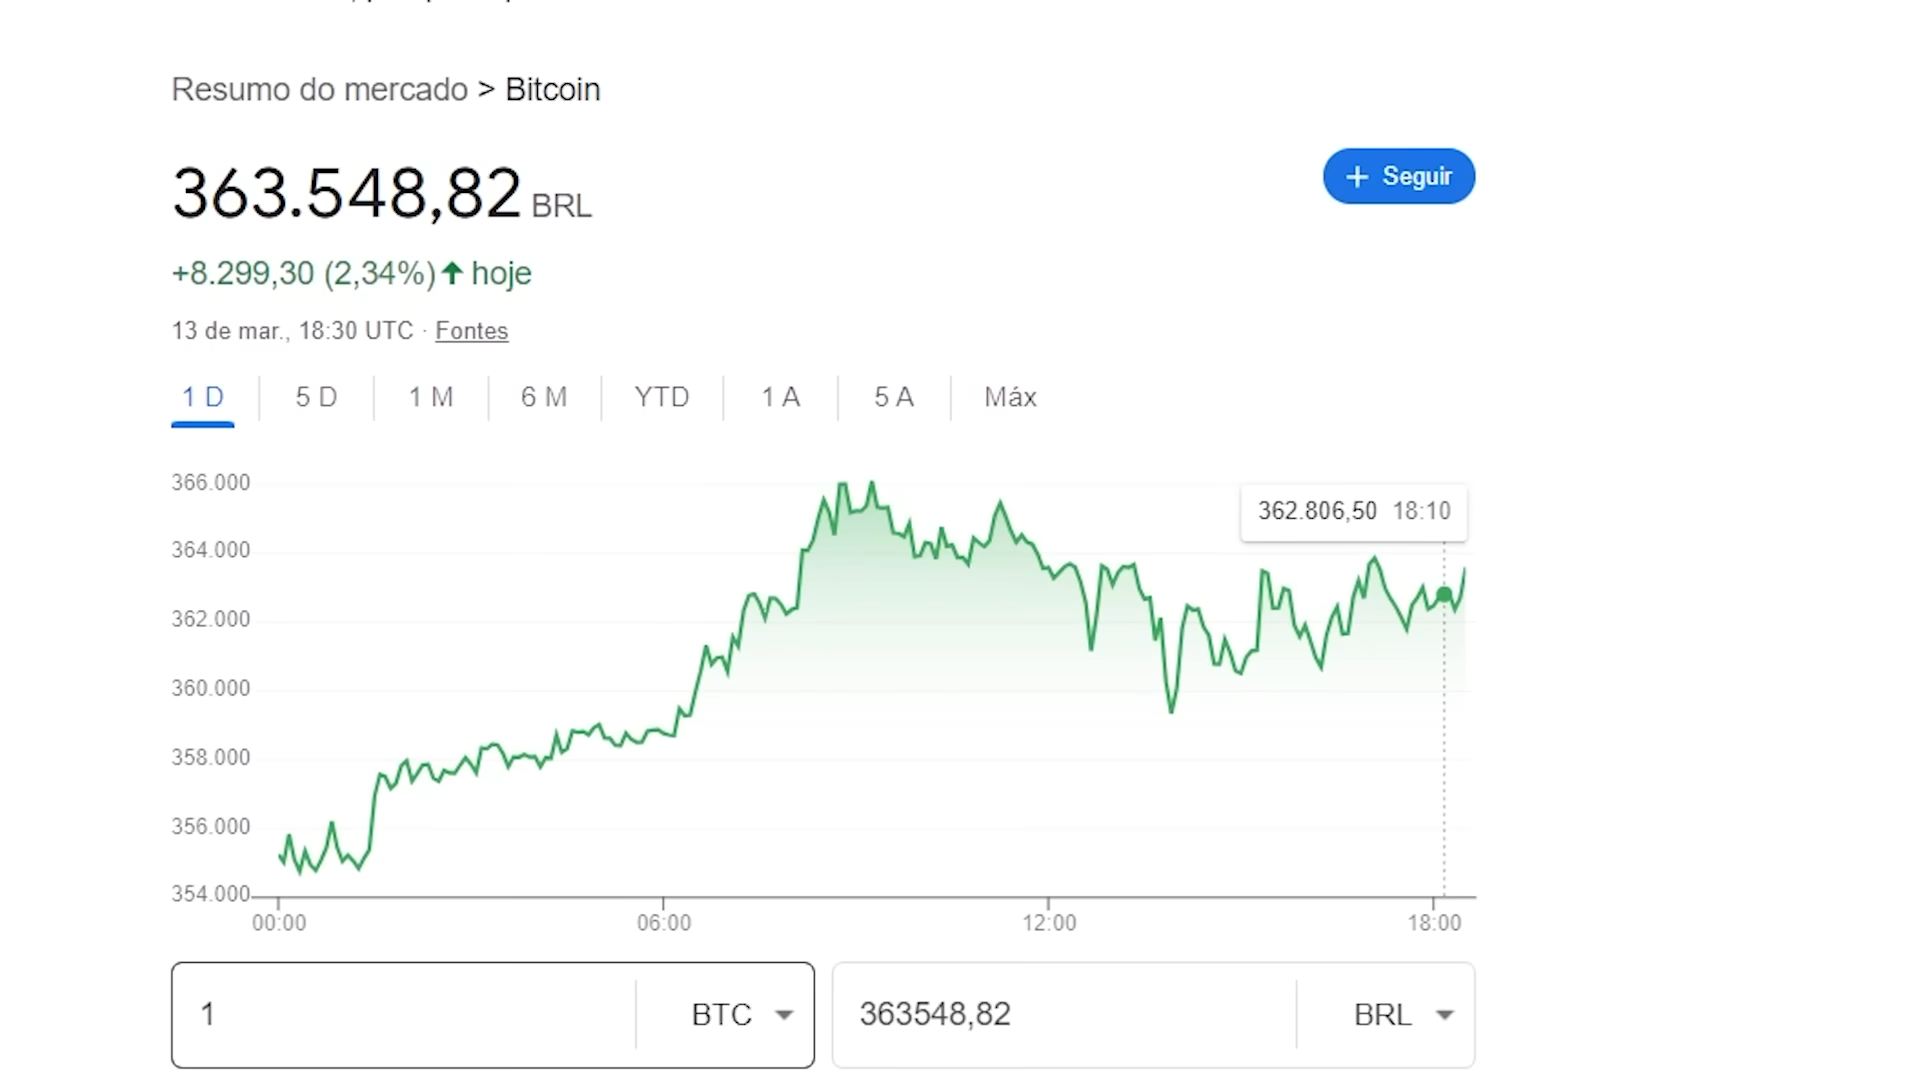 Resumo do mercado > Bitcoin
363.548,82 BRL
+ Seguir
+8.299,30 (2,34%) hoje
13 de mar., 18:30 UTC · Fontes
1 D 5 D 1 M 6 M YTD 1 A 5 A Máx
366.000
362.806,50 18:10
364.000
362.000
360.000
358.000
356.000
354.000
00:00 06:00 12:00 18:00
1 BTC 363548,82 BRL